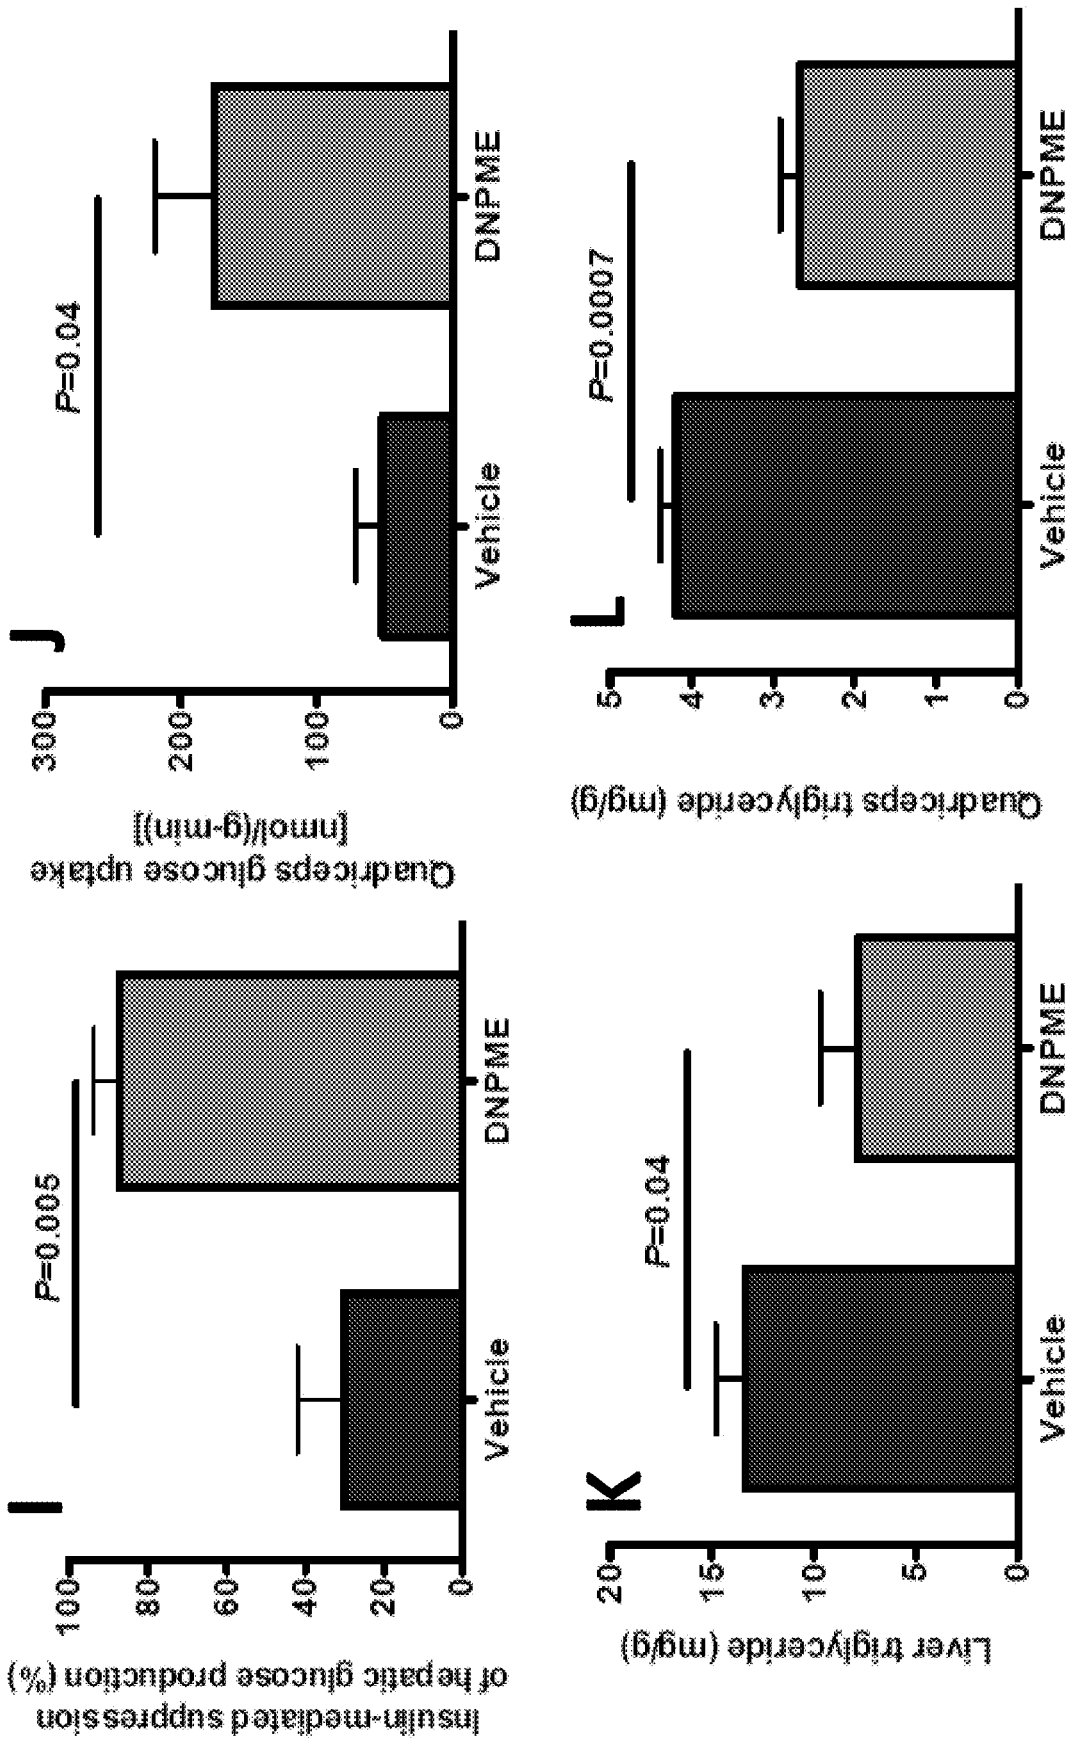 I
Insulin-mediated suppression
of hepatic glucose production (%)
100
80
60
40
20
0
P=0.005
Vehicle
DNPME
J
Quadriceps glucose uptake
[nmol/(g-min)]
300
200
100
0
P=0.04
Vehicle
DNPME
K
Liver triglyceride (mg/g)
20
15
10
5
0
P=0.04
Vehicle
DNPME
L
Quadriceps triglyceride (mg/g)
5
4
3
2
1
0
P=0.0007
Vehicle
DNPME